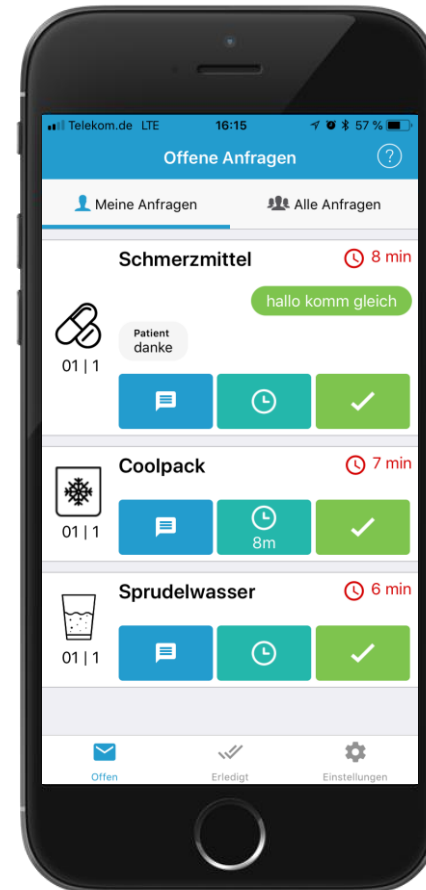 Telekom.de LTE 16:15 57 %
Offene Anfragen ?
Meine Anfragen Alle Anfragen
Schmerzmittel 8 min
hallo komm gleich
Patient
danke
01 | 1
Coolpack 7 min
01 | 1 8m
Sprudelwasser 6 min
01 | 1
Offen Erledigt Einstellungen